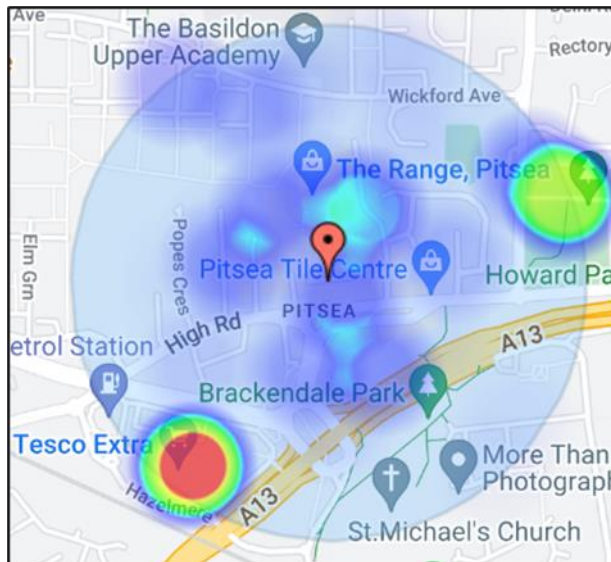 Ave
The Basildon
Upper Academy
Rectory
Wickford Ave
The Range, Pitsea
Elm Grn
Popes Cres
Pitsea Tile Centre
Howard Pa
PITSEA
High Rd
A13
etrol Station
Brackendale Park
Tesco Extra
More Than
Photograph
Hazelmere
A13
St.Michael's Church